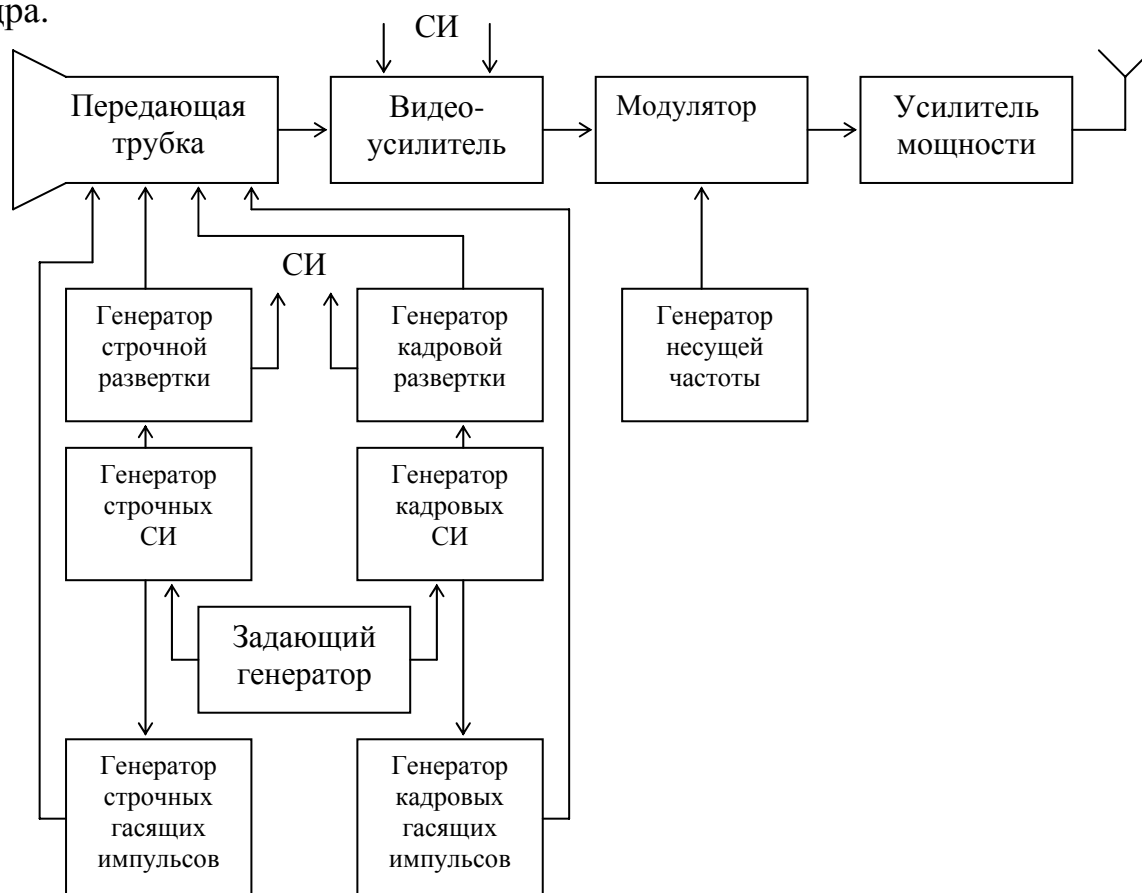 дра.
СИ
Передающая
трубка
Видео-
усилитель
Модулятор
Усилитель
мощности
СИ
Генератор
строчной
развертки
Генератор
кадровой
развертки
Генератор
несущей
частоты
Генератор
строчных
СИ
Генератор
кадровых
СИ
Задающий
генератор
Генератор
строчных
гасящих
импульсов
Генератор
кадровых
гасящих
импульсов